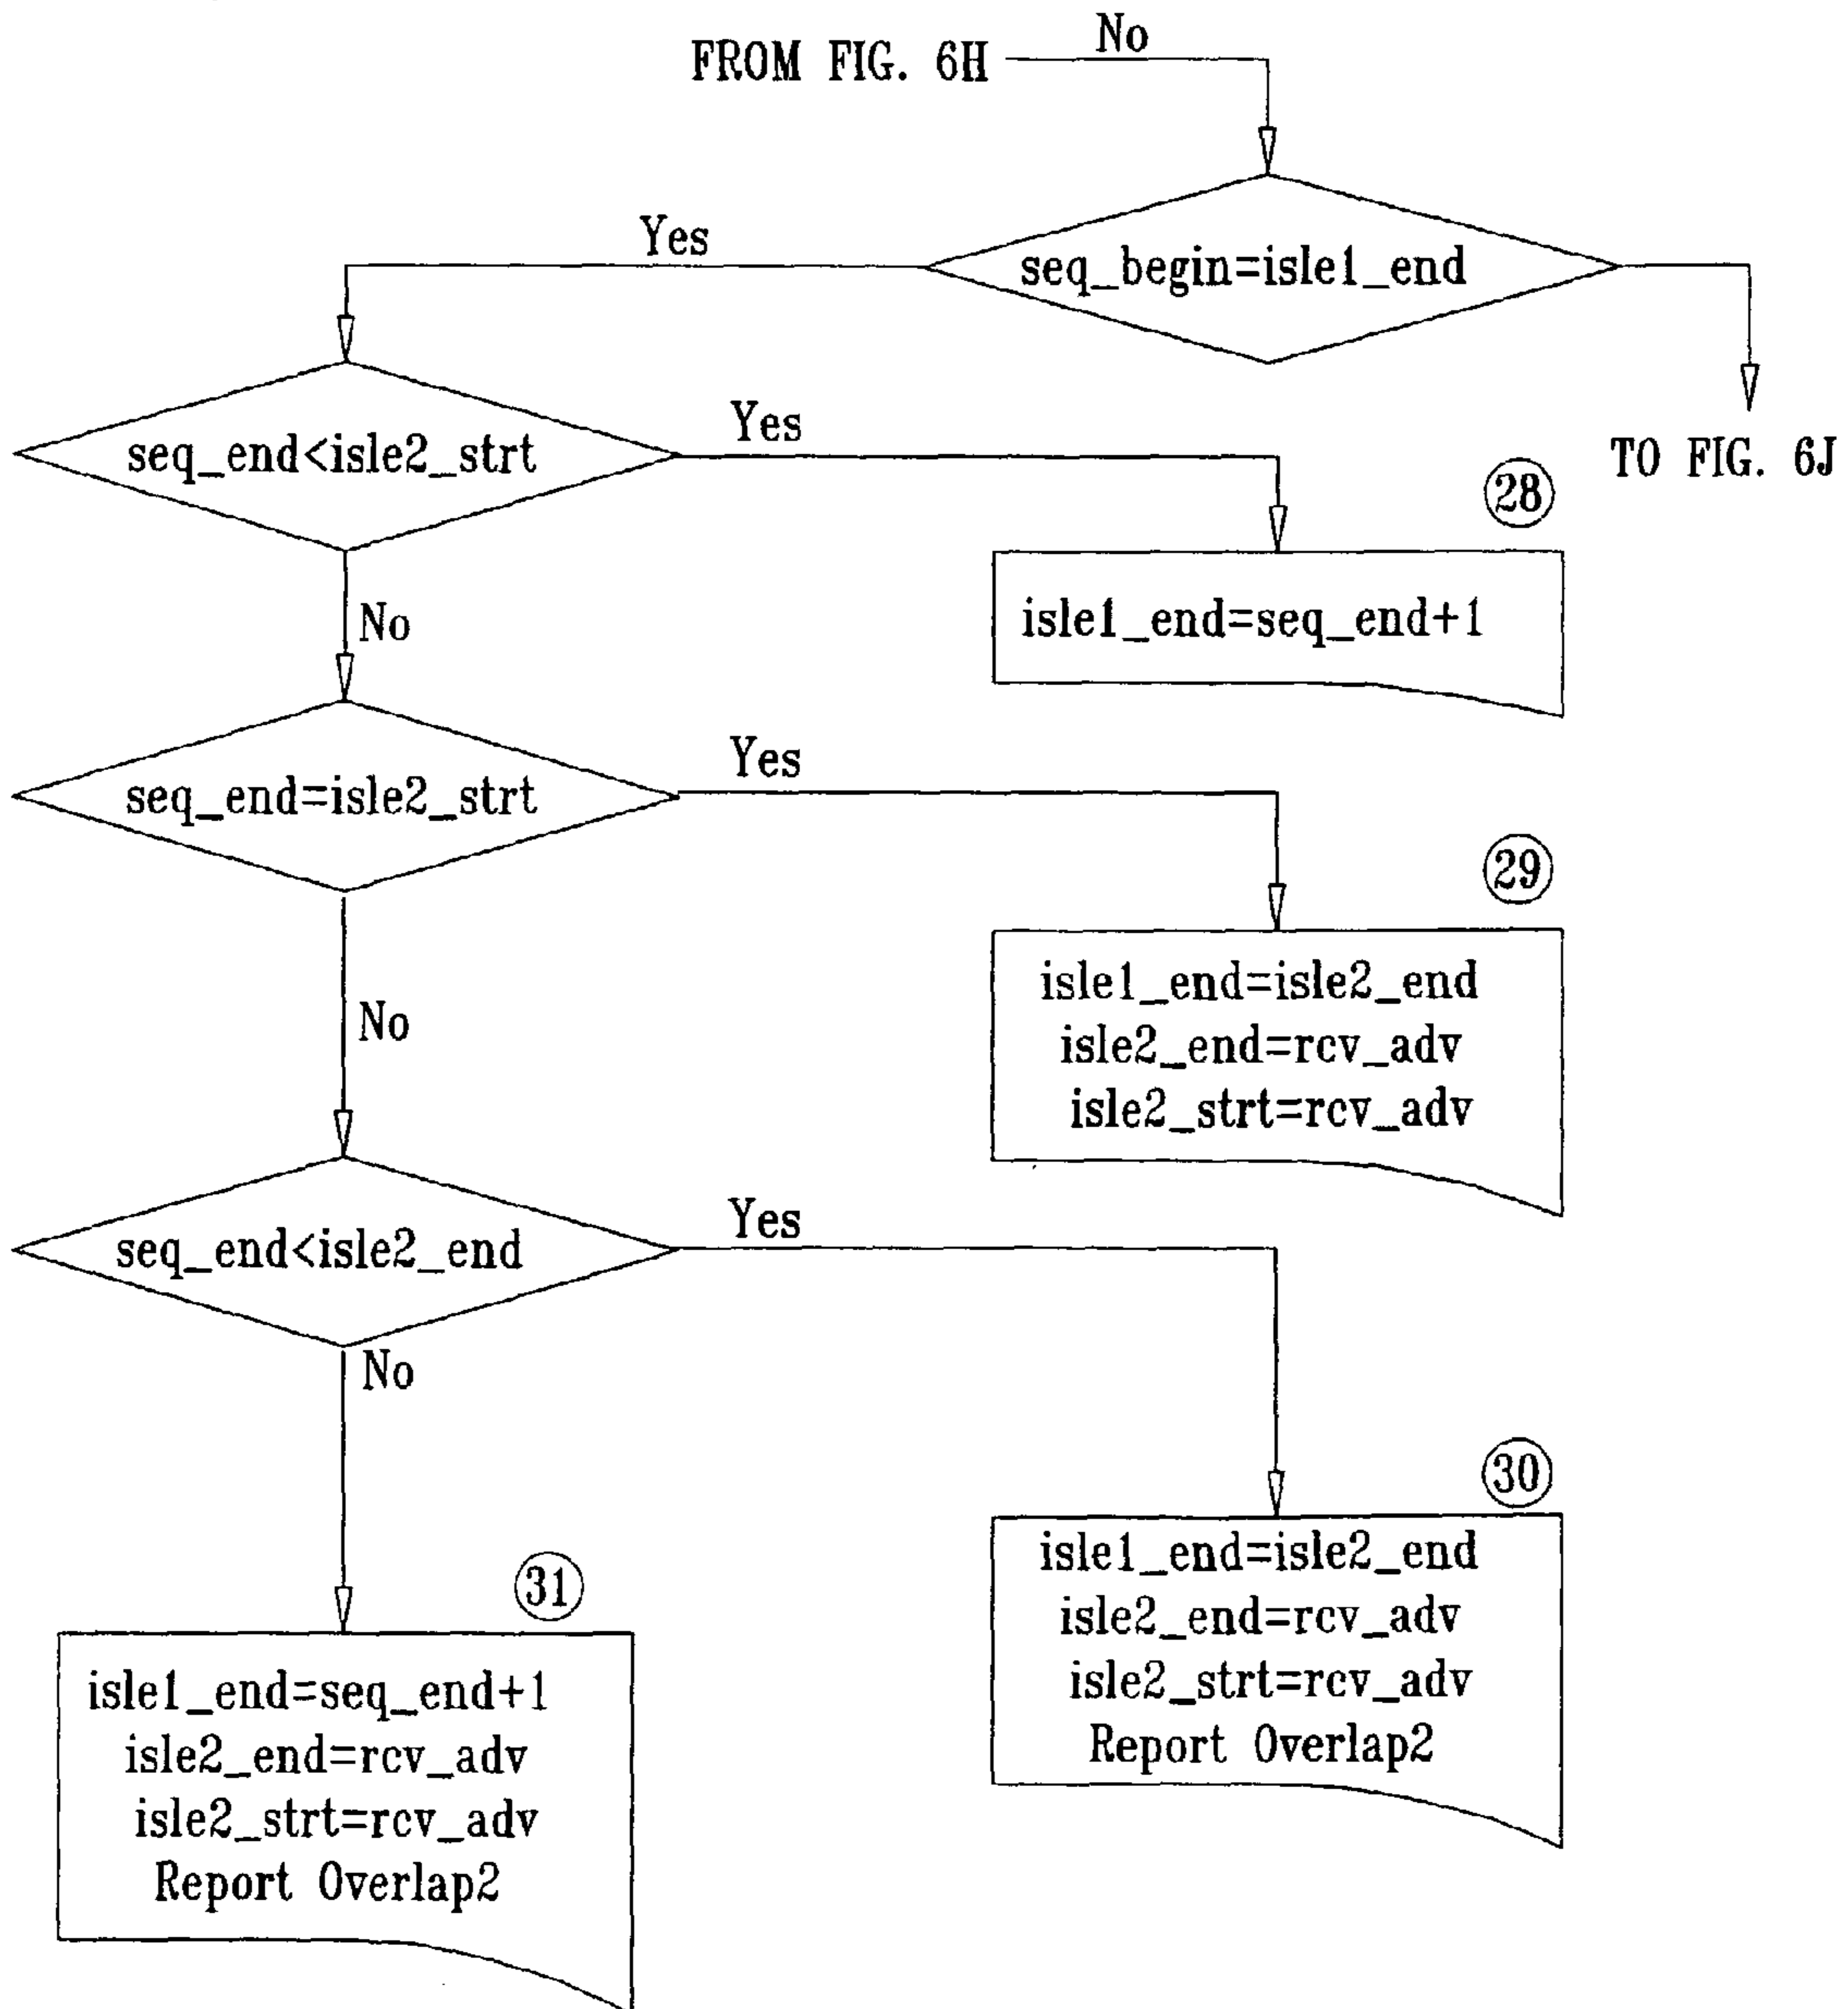 No
FROM FIG. 6H
seq_begin=isle1_end
Yes
TO FIG. 6J
seq_end<isle2_strt
Yes
28
isle1_end=seq_end+1
No
seq_end=isle2_strt
Yes
29
isle1_end=isle2_end
isle2_end=rcv_adv
isle2_strt=rcv_adv
No
seq_end<isle2_end
Yes
30
isle1_end=isle2_end
isle2_end=rcv_adv
isle2_strt=rcv_adv
Report Overlap2
No
31
isle1_end=seq_end+1
isle2_end=rcv_adv
isle2_strt=rcv_adv
Report Overlap2